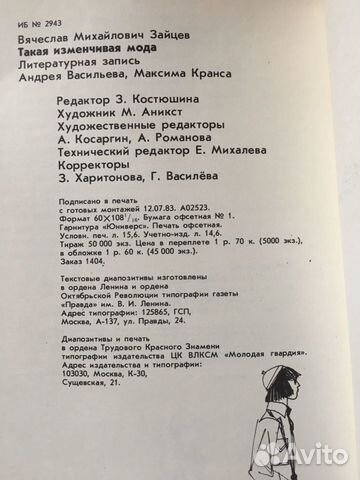 ИБ № 2943
Вячеслав Михайлович Зайцев
Такая изменчивая мода
Литературная запись
Андрея Васильева, Максима Кранса
Редактор З. Костюшина
Художник М. Аникст
Художественные редакторы
А. Косаргин, А. Романова
Технический редактор Е. Михалева
Корректоры
З. Харитонова, Г. Василёва
Подписано в печать
с готовых монтажей 12.07.83. А02523.
Формат 60×108¹/₁₆. Бумага офсетная № 1.
Гарнитура «Юниверс». Печать офсетная.
Условн. печ. л. 15,6. Учетно-изд. л. 14,6.
Тираж 50 000 экз. Цена в переплете 1 р. 70 к. (5000 экз.),
в обложке 1 р. 60 к. (45 000 экз.).
Заказ 1404.
Текстовые диапозитивы изготовлены
в ордена Ленина и ордена
Октябрьской Революции типографии газеты
«Правда» им. В. И. Ленина.
Адрес типографии: 125865, ГСП,
Москва, А-137, ул. Правды, 24.
Диапозитивы и печать
в ордена Трудового Красного Знамени
типографии издательства ЦК ВЛКСМ «Молодая гвардия».
Адрес издательства и типографии:
103030, Москва, К-30,
Сущевская, 21.
Avito